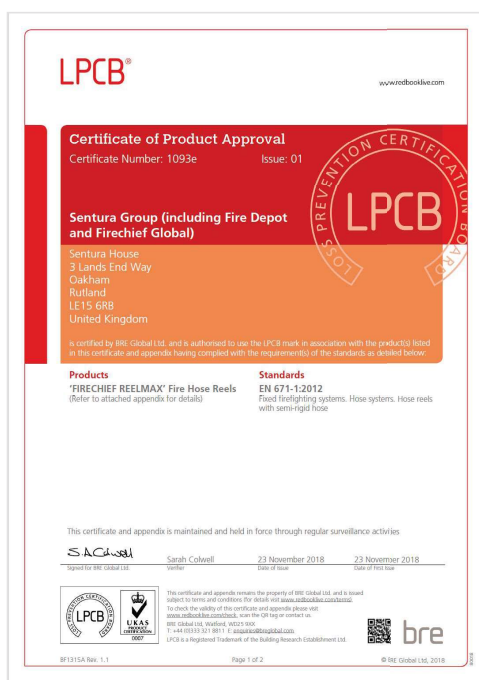 LPCB®
www.redbooklive.com
Certificate of Product Approval
Certificate Number: 1093e Issue: 01
LOSS PREVENTION CERTIFICATION BOARD
LPCB
Sentura Group (including Fire Depot
and Firechief Global)
Sentura House
3 Lands End Way
Oakham
Rutland
LE15 6RB
United Kingdom
is certified by BRE Global Ltd. and is authorised to use the LPCB mark in association with the product(s) listed
in this certificate and appendix having complied with the requirement(s) of the standards as detailed below:
Products
'FIRECHIEF REELMAX' Fire Hose Reels
(Refer to attached appendix for details)
Standards
EN 671-1:2012
Fixed firefighting systems. Hose systems. Hose reels
with semi-rigid hose
This certificate and appendix is maintained and held in force through regular surveillance activities
S.A.Colwell
Sarah Colwell 23 November 2018 23 November 2018
Signed for BRE Global Ltd. Verifier Date of Issue Date of First Issue
This certificate and appendix remains the property of BRE Global Ltd. and is issued
subject to terms and conditions (for details visit www.redbooklive.com/terms).
To check the validity of this certificate and appendix please visit
www.redbooklive.com/check, scan the QR tag or contact us.
BRE Global Ltd, Watford, WD25 9XX
T: +44 (0)333 321 8811 E: enquiries@breglobal.com
LPCB is a Registered Trademark of the Building Research Establishment Ltd.
LOSS PREVENTION CERTIFICATION BOARD
LPCB
UKAS
PRODUCT
CERTIFICATION
0007
bre
BF1315A Rev. 1.1 Page 1 of 2 © BRE Global Ltd, 2018